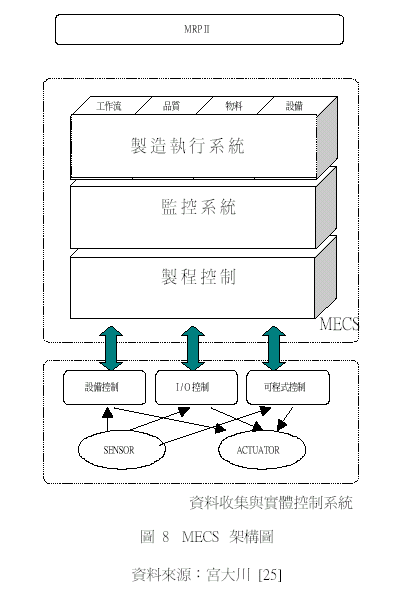 MRPⅡ
工作流 品質 物料 設備
製造執行系統
監控系統
製程控制
MECS
設備控制 I/O 控制 可程式控制
SENSOR ACTUATOR
資料收集與實體控制系統
圖 8 MECS 架構圖
資料來源：宮大川 [25]